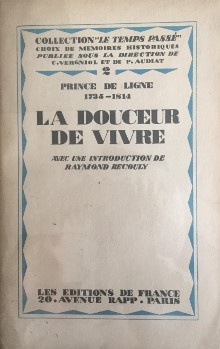 COLLECTION "LE TEMPS PASSÉ"
CHOIX DE MÉMOIRES HISTORIQUES
PUBLIÉE SOUS LA DIRECTION DE
C. VERGNIOL ET DE P. AUDIAT
2
PRINCE DE LIGNE
1735-1814
LA DOUCEUR
DE VIVRE
AVEC UNE INTRODUCTION DE
RAYMOND RECOULY
LES EDITIONS DE FRANCE
20. AVENUE RAPP. PARIS